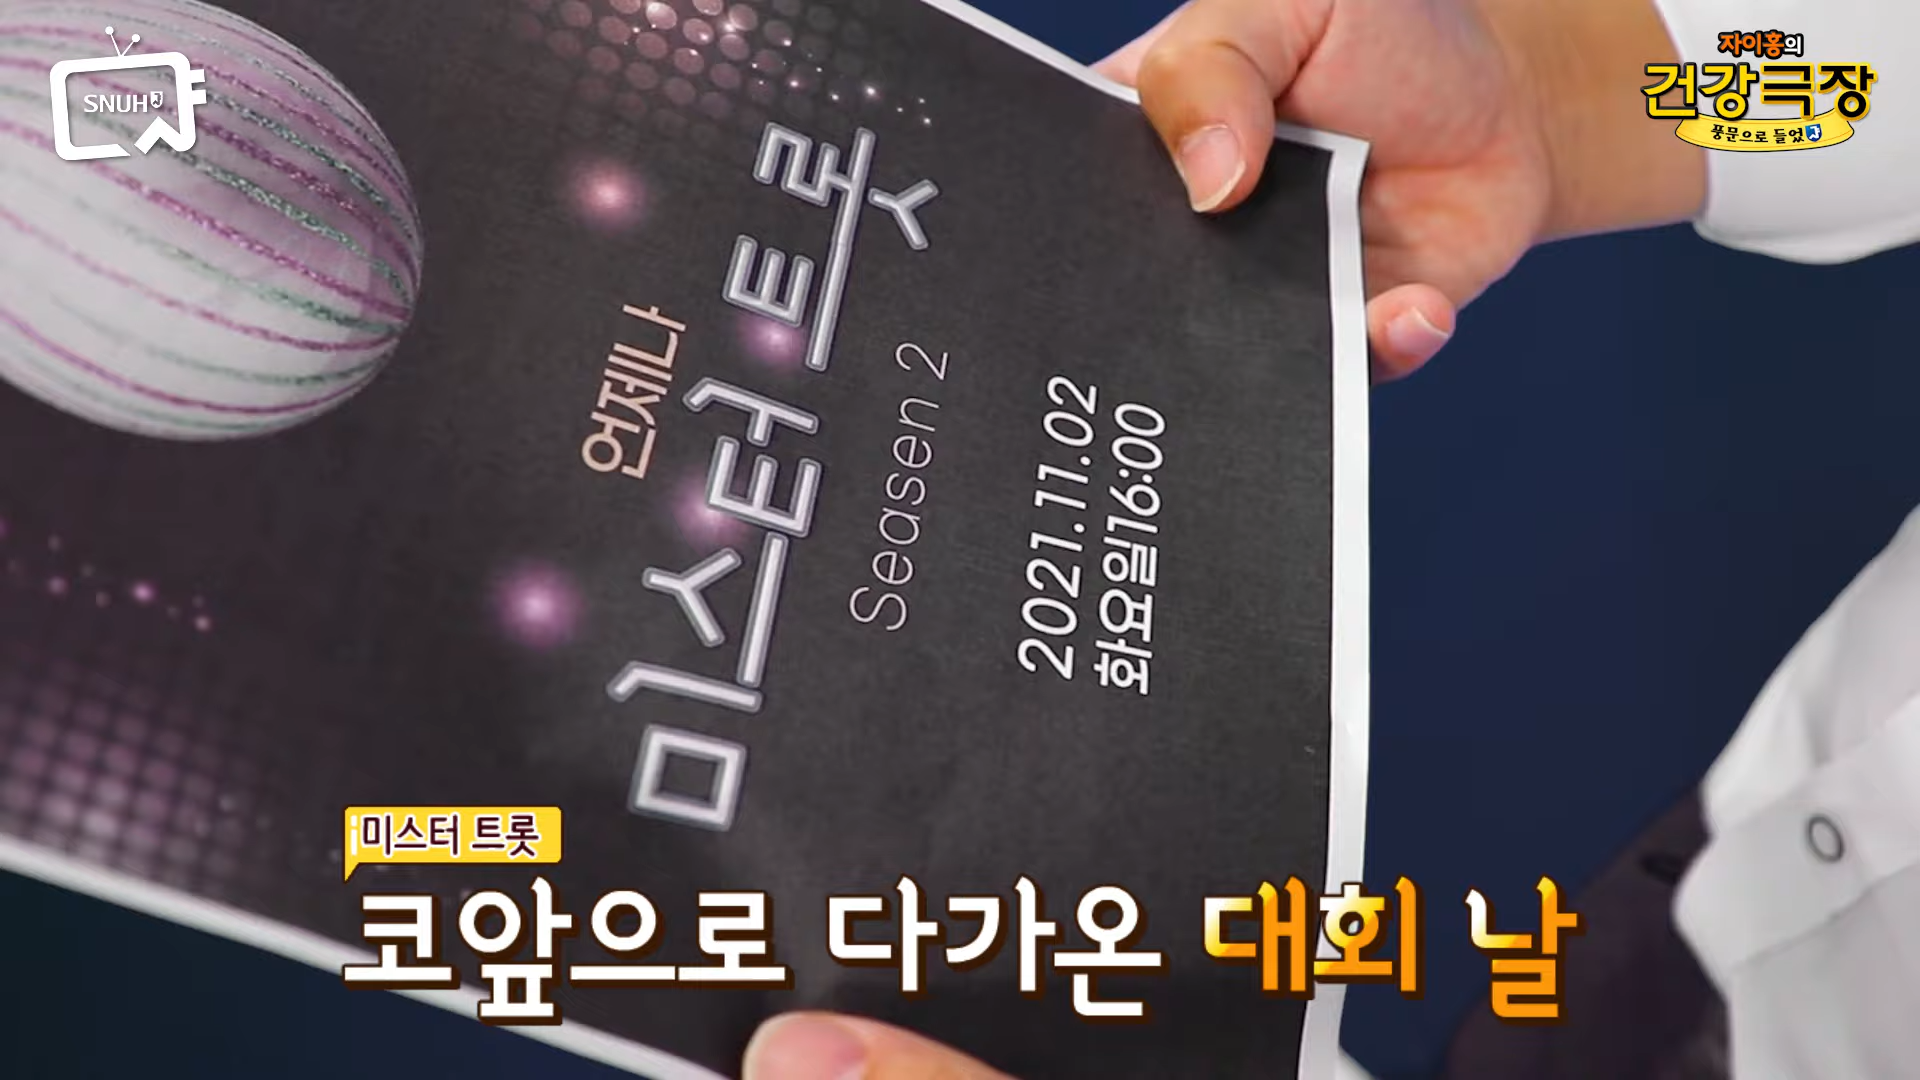 SNUH
자이홍의
건강극장
풍문으로 들었
언제나
미스터 트롯
Seasen 2
2021.11.02
화요일16:00
미스터 트롯
코앞으로 다가온 대회 날